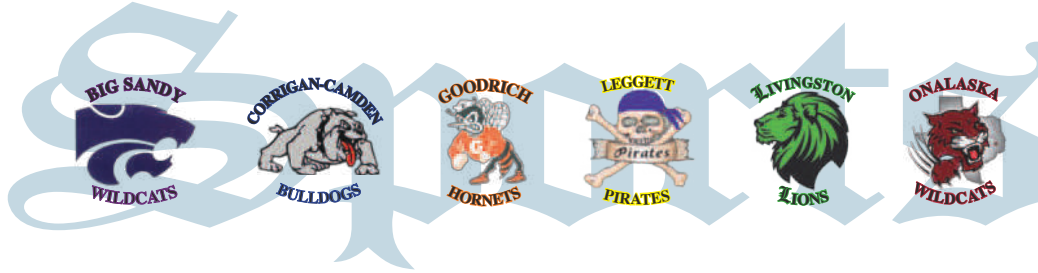 Sports
BIG SANDY
WILDCATS
CORRIGAN-CAMDEN
BULLDOGS
GOODRICH
G
HORNETS
LEGGETT
Pirates
PIRATES
LIVINGSTON
LIONS
ONALASKA
WILDCATS